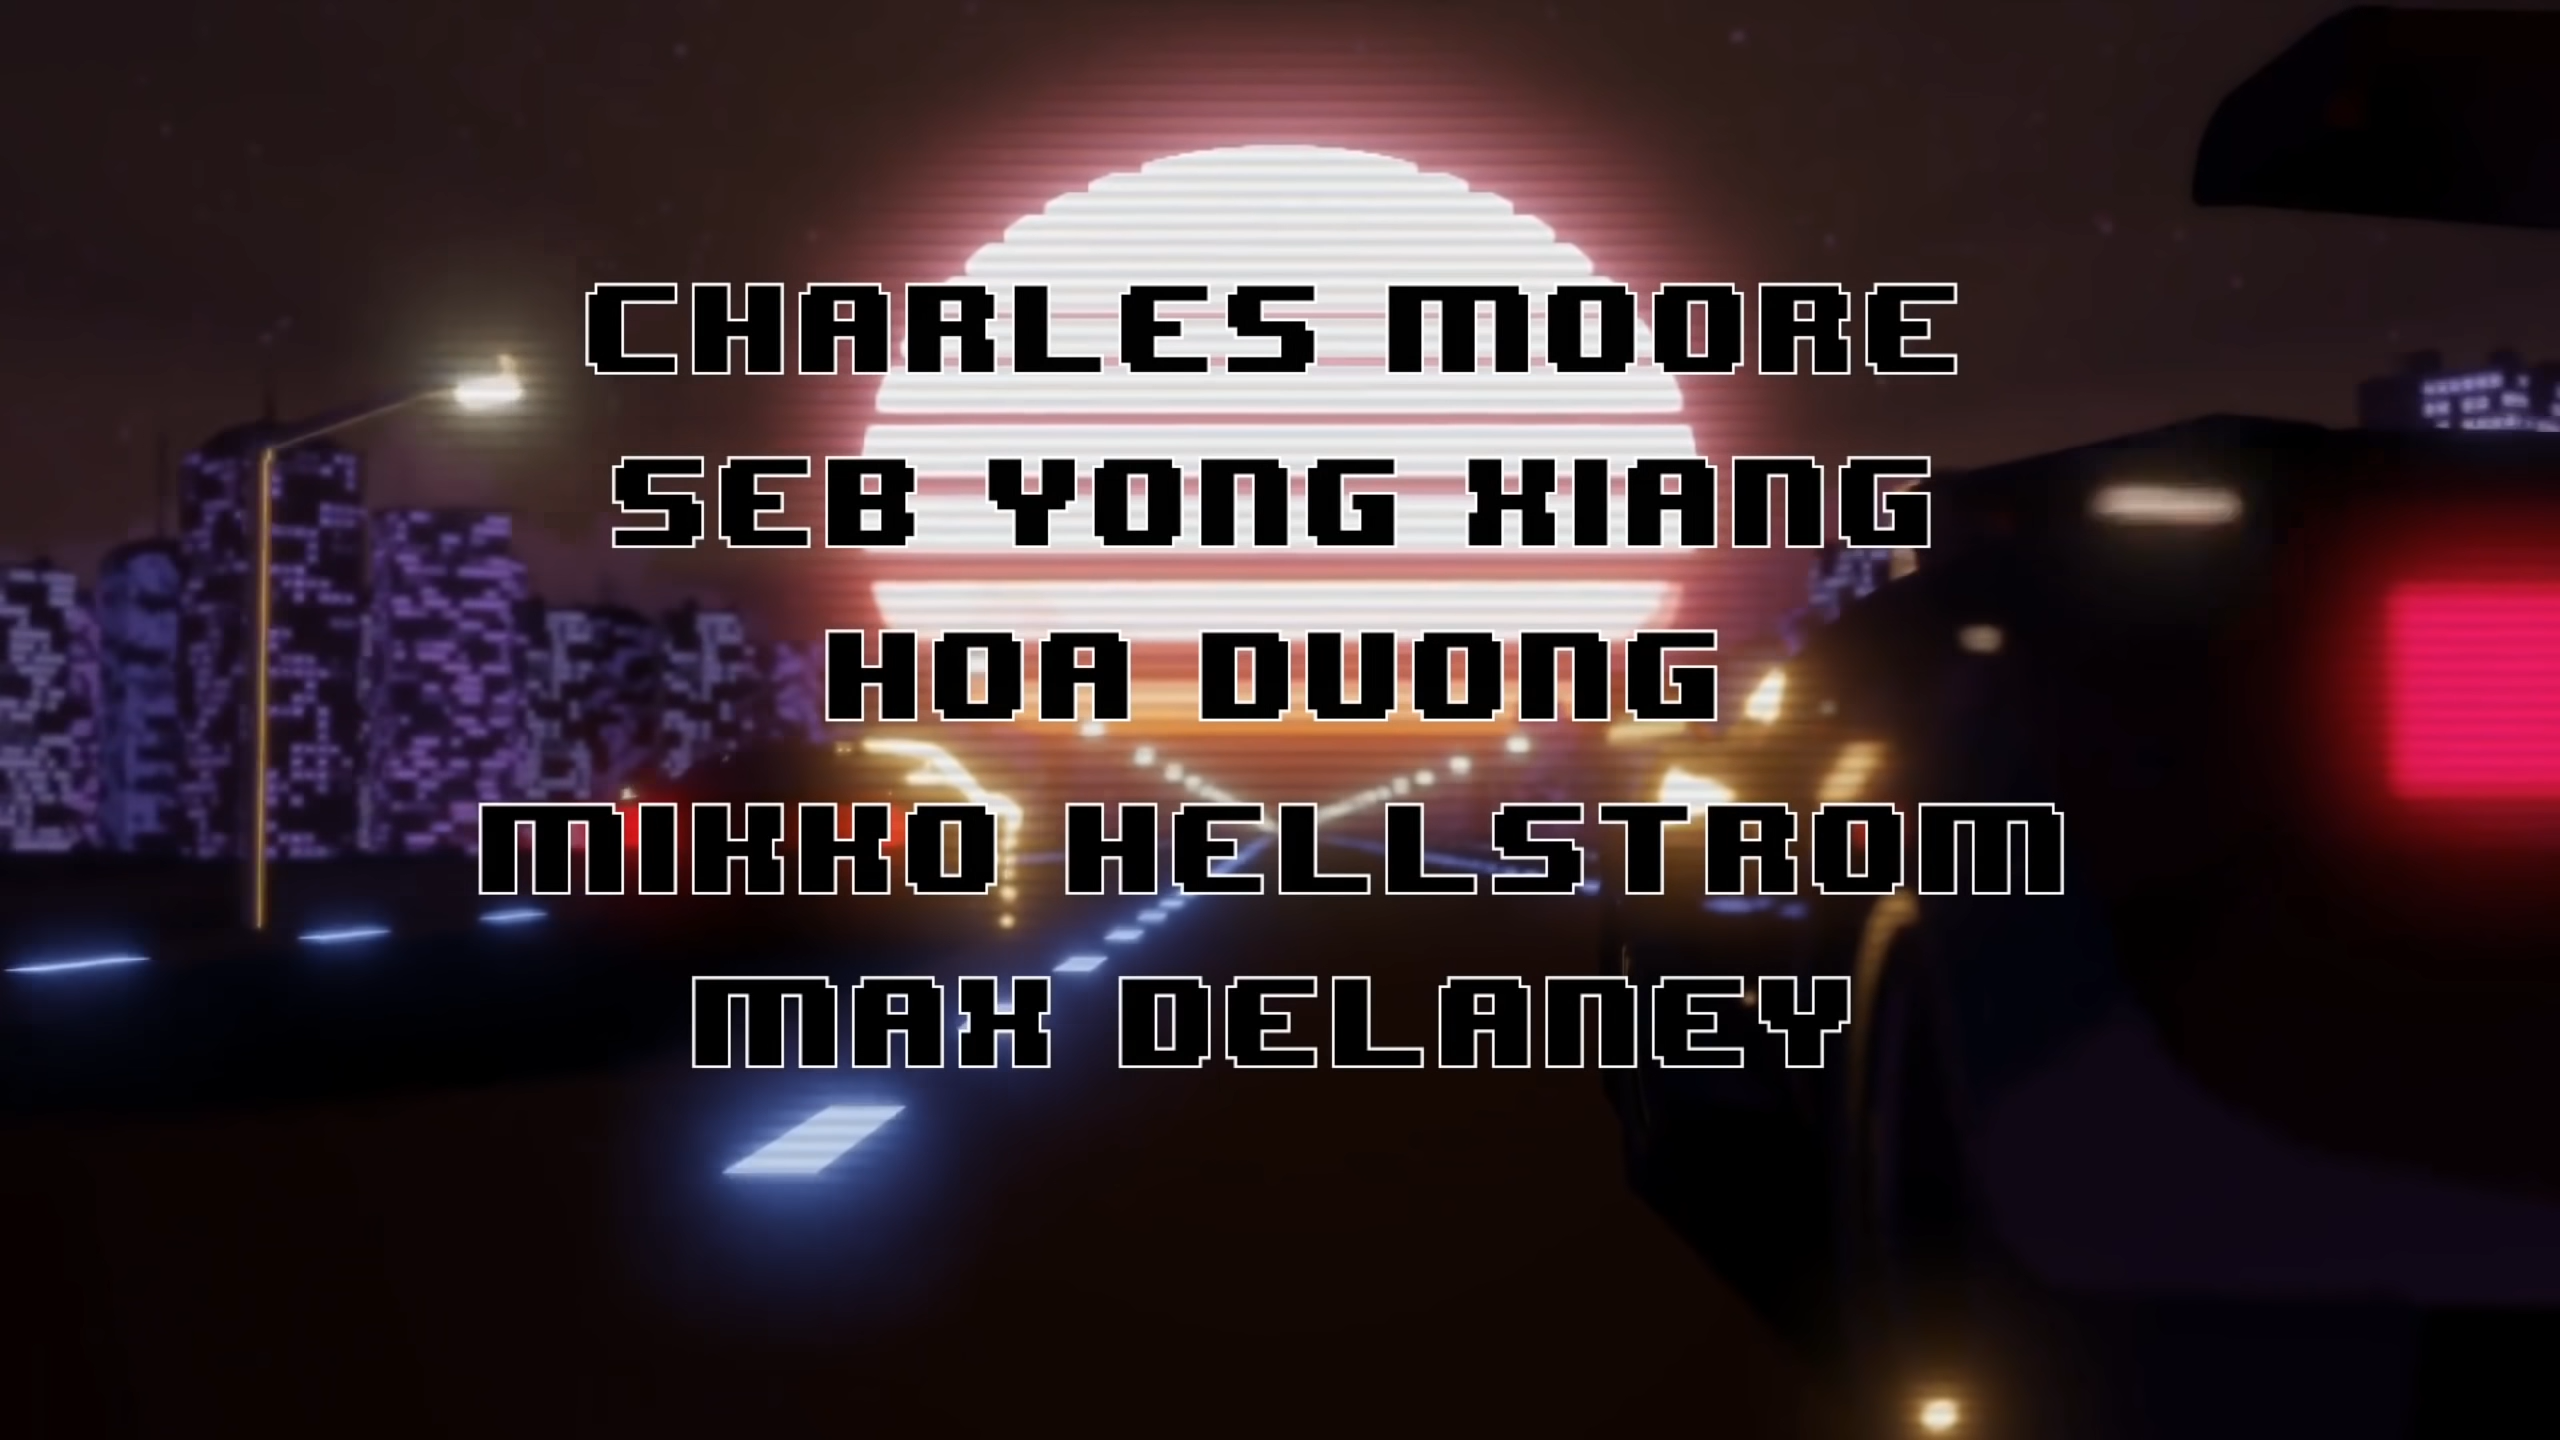 CHARLES MOORE
SEB YONG XIANG
HOA DUONG
MIKKO HELLSTROM
MAX DELANEY